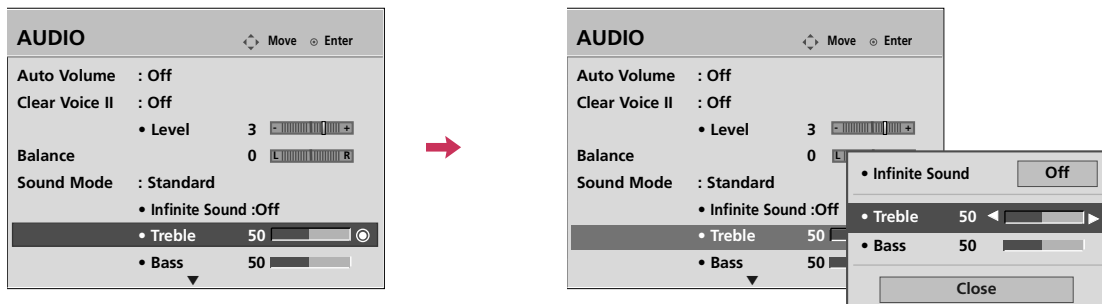 AUDIO Move Enter
Auto Volume : Off
Clear Voice II : Off
• Level 3 - +
Balance 0 L R
Sound Mode : Standard
• Infinite Sound :Off
• Treble 50
• Bass 50
AUDIO Move Enter
Auto Volume : Off
Clear Voice II : Off
• Level 3 - +
Balance 0 L
Sound Mode : Standard
• Infinite Sound :Off
• Treble 50
• Bass 50
• Infinite Sound Off
• Treble 50
• Bass 50
Close